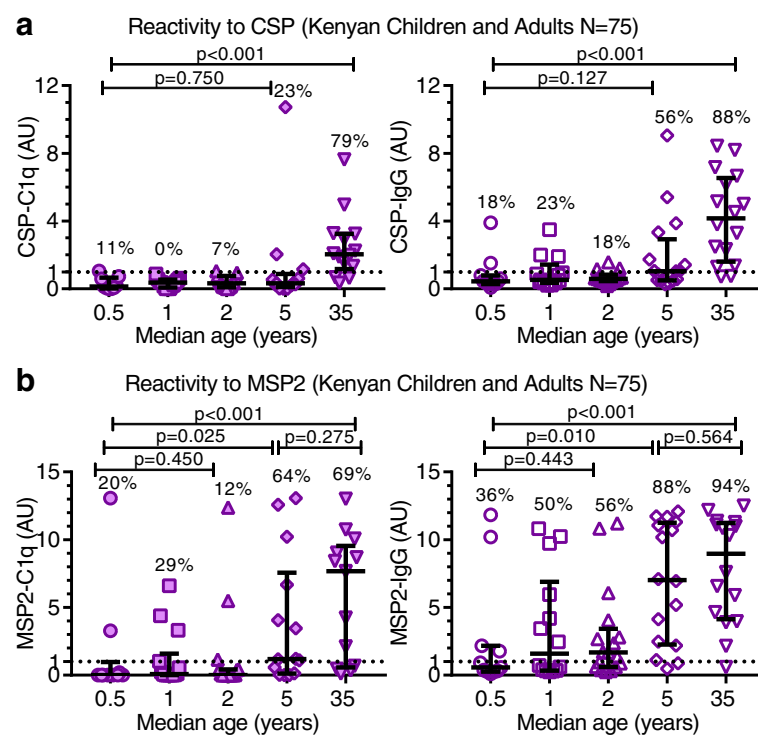 a
Reactivity to CSP (Kenyan Children and Adults N=75)
p<0.001
p=0.750
CSP-C1q (AU)
12
8
4
1
0
11%
0%
7%
23%
79%
0.5
1
2
5
35
Median age (years)
p<0.001
p=0.127
CSP-IgG (AU)
12
8
4
1
0
18%
23%
18%
56%
88%
0.5
1
2
5
35
Median age (years)
b
Reactivity to MSP2 (Kenyan Children and Adults N=75)
p<0.001
p=0.025
p=0.275
p=0.450
MSP2-C1q (AU)
15
10
5
1
0
20%
29%
12%
64%
69%
0.5
1
2
5
35
Median age (years)
p<0.001
p=0.010
p=0.564
p=0.443
MSP2-IgG (AU)
15
10
5
1
0
36%
50%
56%
88%
94%
0.5
1
2
5
35
Median age (years)